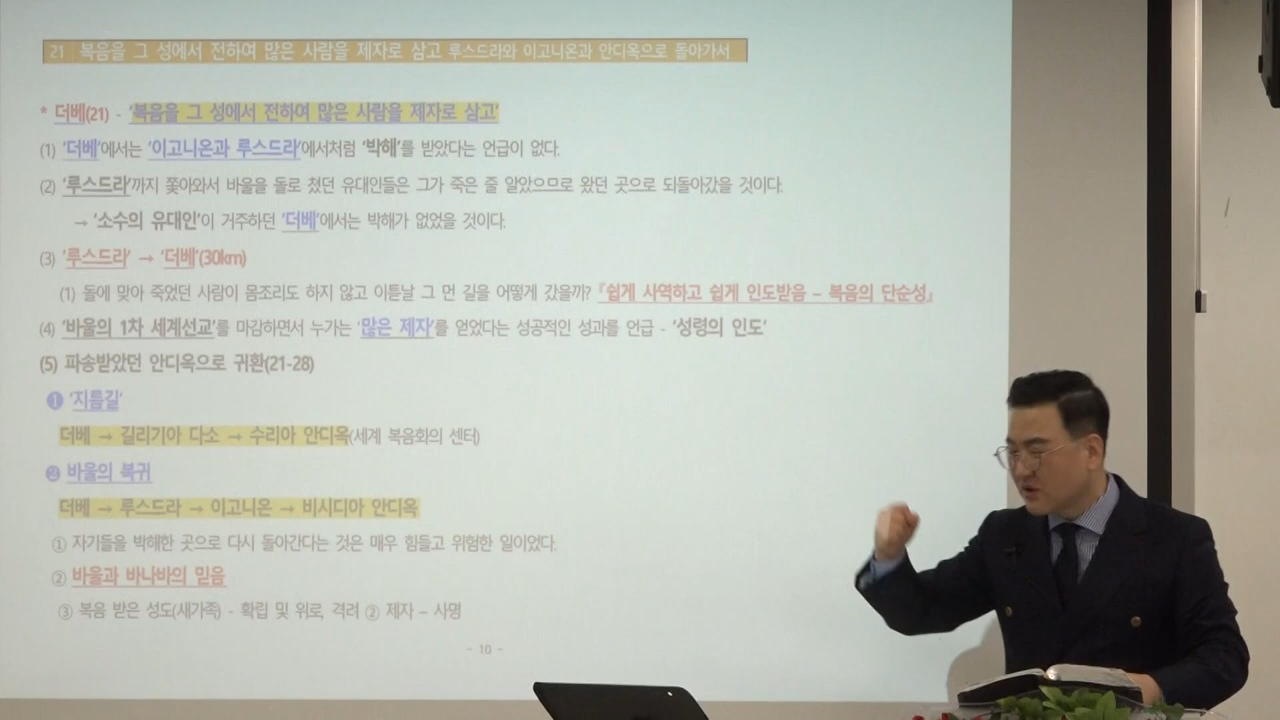 21 복음을 그 성에서 전하여 많은 사람을 제자로 삼고 루스드라와 이고니온과 안디옥으로 돌아가서
* 더베(21) - '복음을 그 성에서 전하여 많은 사람을 제자로 삼고'
(1) '더베'에서는 '이고니온과 루스드라'에서처럼 '박해'를 받았다는 언급이 없다.
(2) '루스드라'까지 쫓아와서 바울을 돌로 쳤던 유대인들은 그가 죽은 줄 알았으므로 왔던 곳으로 되돌아갔을 것이다.
→ '소수의 유대인'이 거주하던 '더베'에서는 박해가 없었을 것이다.
(3) '루스드라' → '더베'(30km)
(1) 돌에 맞아 죽었던 사람이 몸조리도 하지 않고 이튿날 그 먼 길을 어떻게 갔을까? 『쉽게 사역하고 쉽게 인도받음 – 복음의 단순성』
(4) '바울의 1차 세계선교'를 마감하면서 누가는 '많은 제자'를 얻었다는 성공적인 성과를 언급 - '성령의 인도'
(5) 파송받았던 안디옥으로 귀환(21-28)
❶ '지름길'
더베 → 길리기아 다소 → 수리아 안디옥(세계 복음화의 센터)
❷ 바울의 복귀
더베 → 루스드라 → 이고니온 → 비시디아 안디옥
① 자기들을 박해한 곳으로 다시 돌아간다는 것은 매우 힘들고 위험한 일이었다.
② 바울과 바나바의 믿음
③ 복음 받은 성도(새가족) - 확립 및 위로, 격려 ② 제자 – 사명
- 10 -